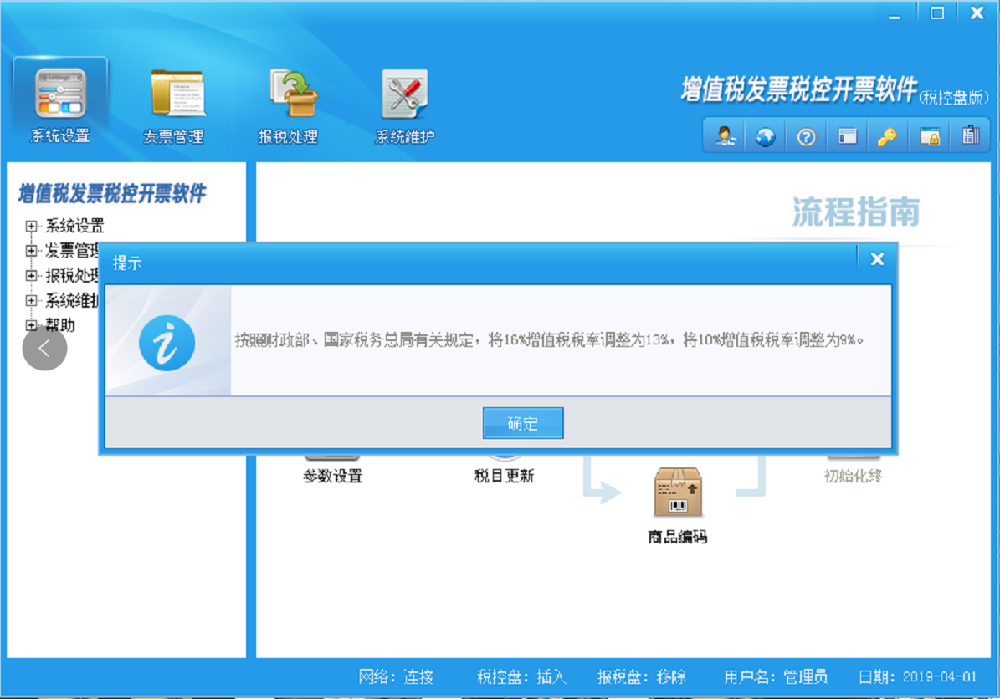 系统设置
发票管理
报税处理
系统维护
增值税发票税控开票软件(税控盘版)
增值税发票税控开票软件
系统设置
发票管理
报税处理
系统维护
帮助
流程指南
提示
按照财政部、国家税务总局有关规定，将16%增值税税率调整为13%，将10%增值税税率调整为9%。
确定
参数设置
税目更新
初始化终
商品编码
网络：连接 税控盘：插入 报税盘：移除 用户名：管理员 日期：2019-04-01